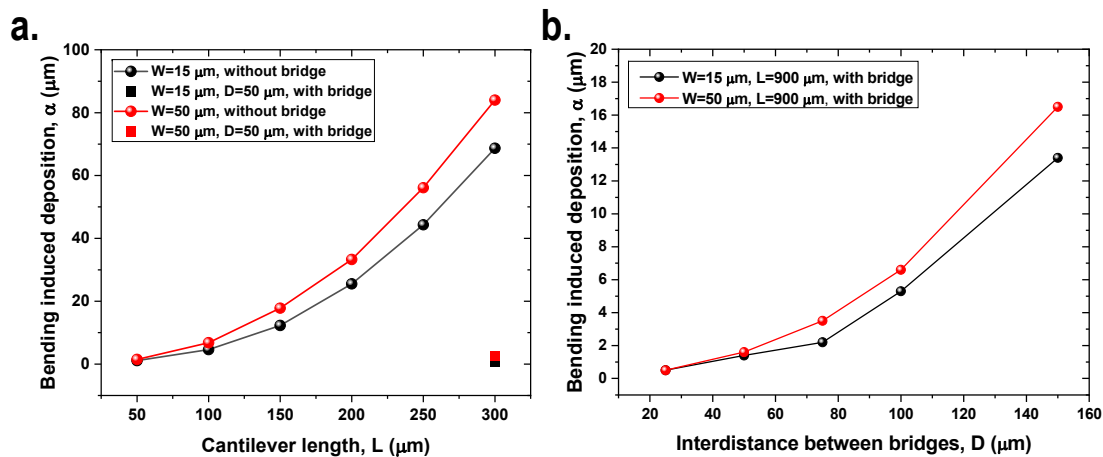 a.
100
80
60
40
20
0
Bending induced deposition, α (μm)
W=15 μm, without bridge
W=15 μm, D=50 μm, with bridge
W=50 μm, without bridge
W=50 μm, D=50 μm, with bridge
50 100 150 200 250 300
Cantilever length, L (μm)
b.
20
18
16
14
12
10
8
6
4
2
0
Bending induced deposition, α (μm)
W=15 μm, L=900 μm, with bridge
W=50 μm, L=900 μm, with bridge
20 40 60 80 100 120 140 160
Interdistance between bridges, D (μm)